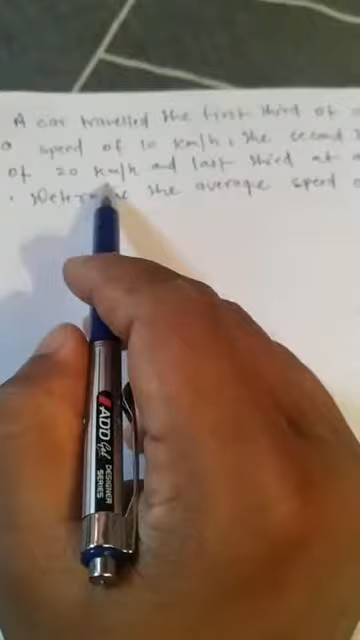 A car travelled the first third of
a speed of 10 km/h, the second
of 20 km/h and last third at
. Determine the average speed
ADD Gel DESIGNER SERIES